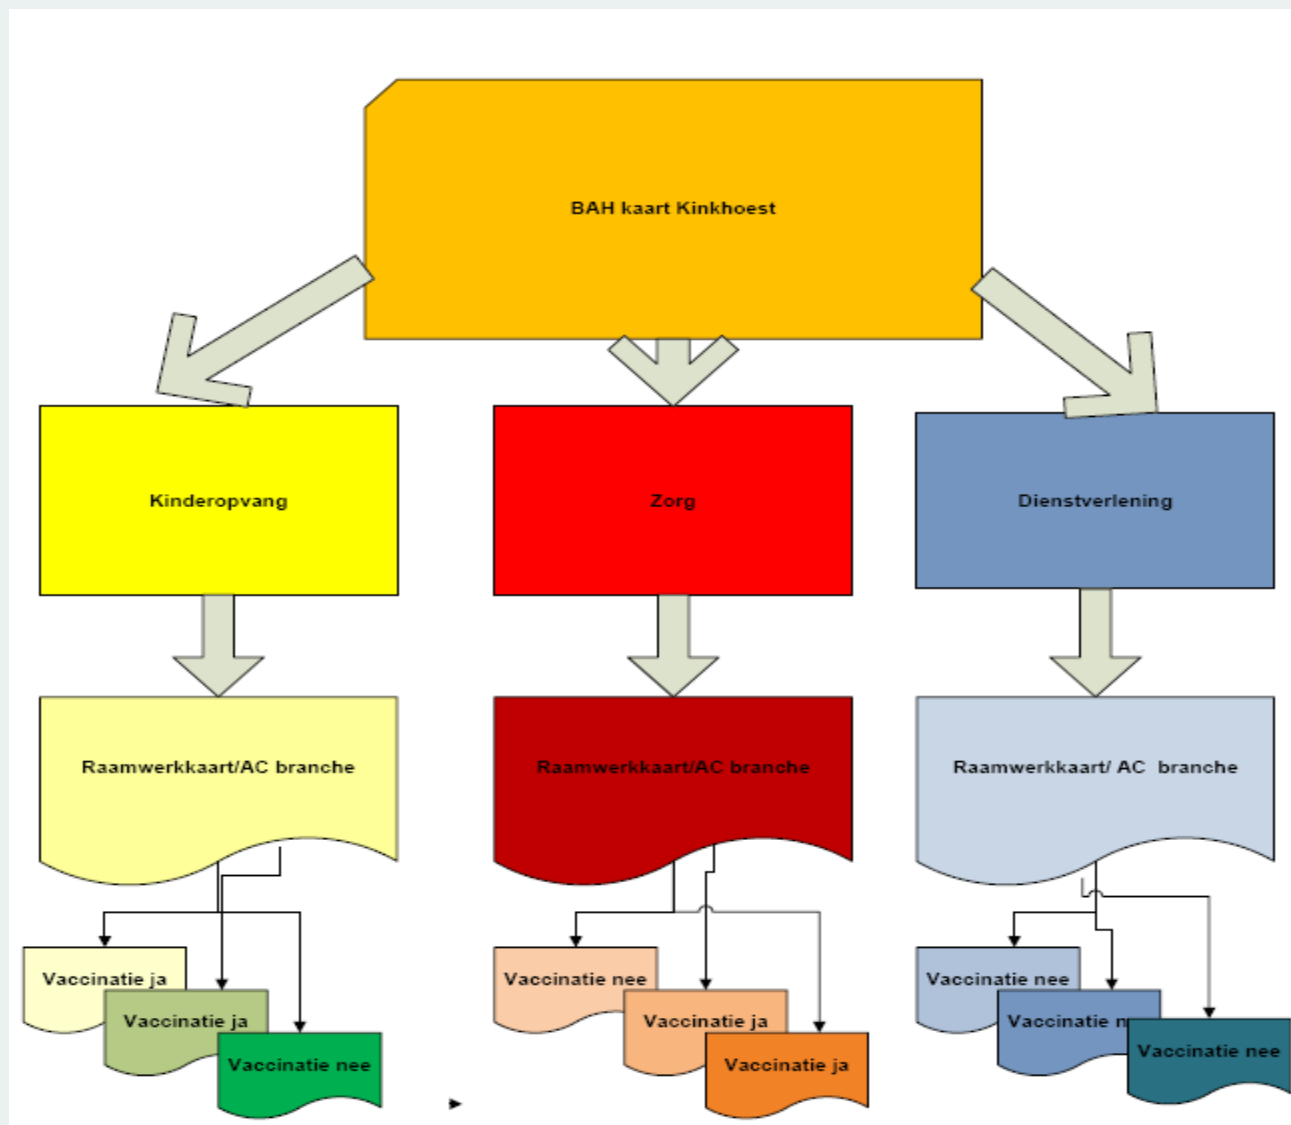 BAH kaart Kinkhoest
Kinderopvang
Zorg
Dienstverlening
Raamwerkkaart/AC branche
Raamwerkkaart/AC branche
Raamwerkkaart/ AC  branche
Vaccinatie ja
Vaccinatie ja
Vaccinatie nee
Vaccinatie nee
Vaccinatie ja
Vaccinatie ja
Vaccinatie nee
Vaccinatie
Vaccinatie nee